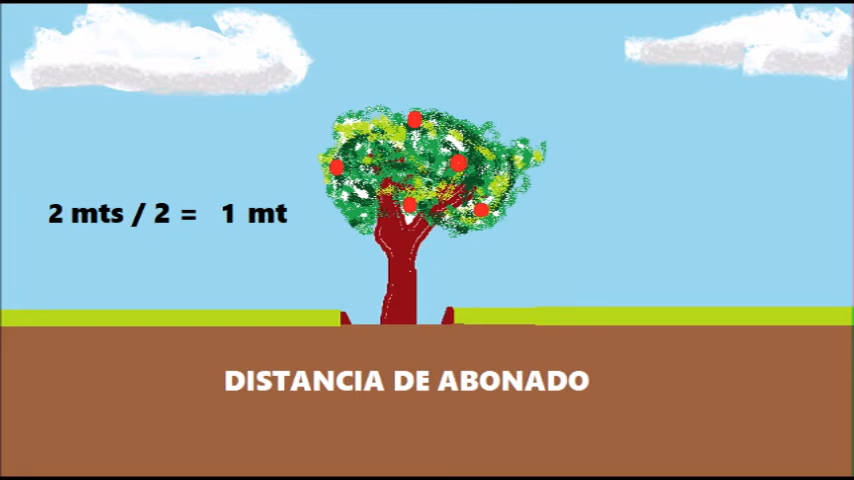 2 mts / 2 = 1 mt
DISTANCIA DE ABONADO